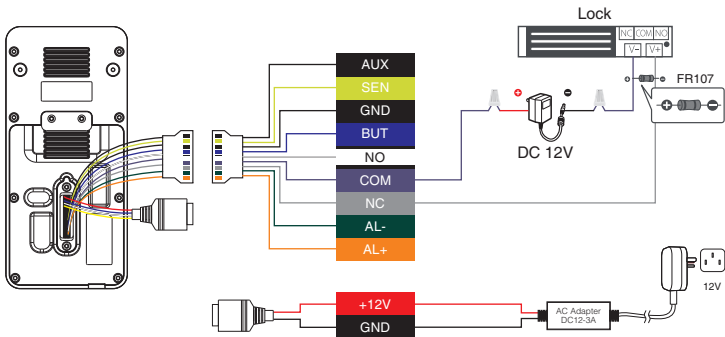 Lock
NC COM NO
V- V+
FR107
DC 12V
AUX
SEN
GND
BUT
NO
COM
NC
AL-
AL+
+12V
GND
AC Adapter
DC12-3A
12V